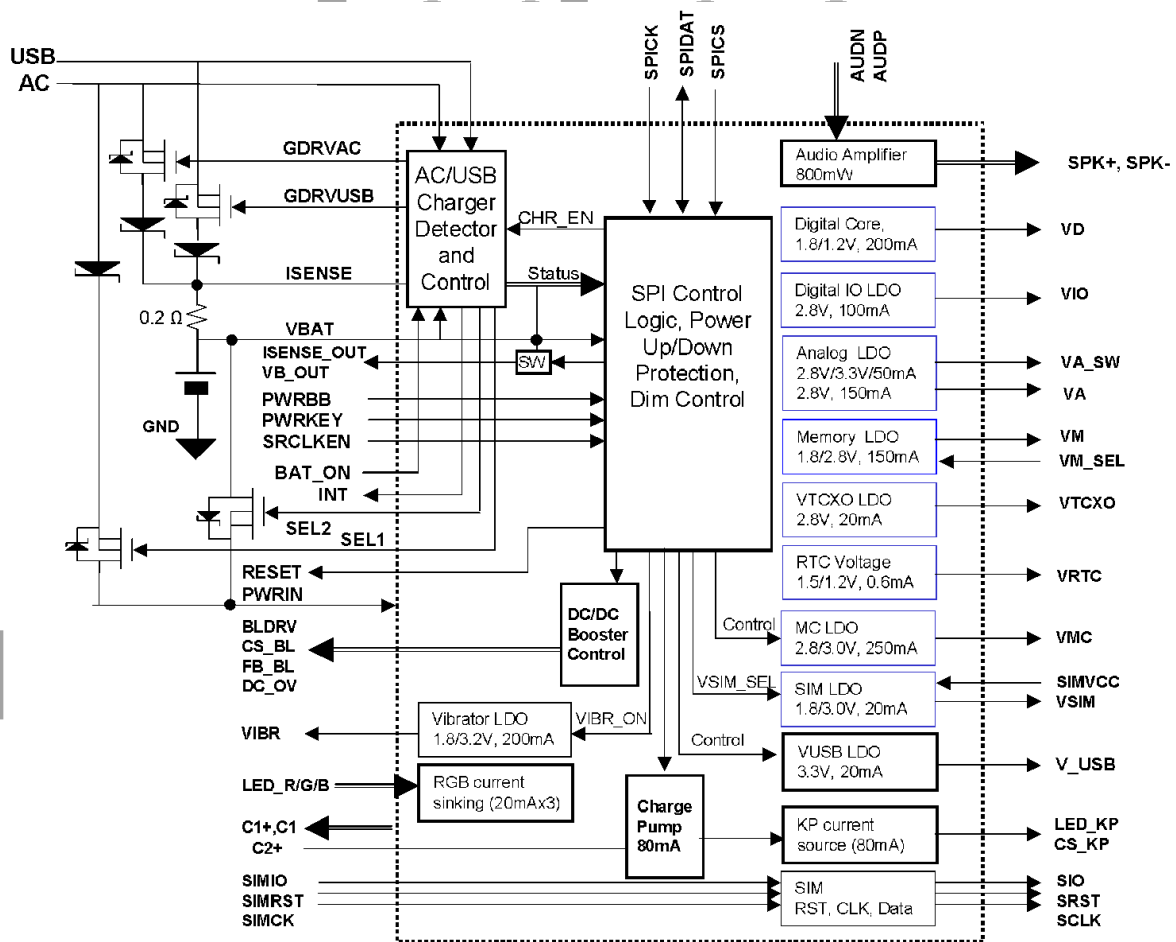 USB
AC
SPICK
SPIDAT
SPICS
AUDN
AUDP
GDRVAC
GDRVUSB
ISENSE
0.2 Ω
VBAT
ISENSE_OUT
VB_OUT
PWRBB
PWRKEY
SRCLKEN
GND
BAT_ON
INT
SEL2
SEL1
RESET
PWRIN
BLDRV
CS_BL
FB_BL
DC_OV
VIBR
LED_R/G/B
C1+,C1
C2+
SIMIO
SIMRST
SIMCK
AC/USB
Charger
Detector
and
Control
CHR_EN
Status
SW
SPI Control
Logic, Power
Up/Down
Protection,
Dim Control
DC/DC
Booster
Control
Vibrator LDO
1.8/3.2V, 200mA
VIBR_ON
RGB current
sinking (20mAx3)
Charge
Pump
80mA
Control
VSIM_SEL
Control
Audio Amplifier
800mW
Digital Core,
1.8/1.2V, 200mA
Digital IO LDO
2.8V, 100mA
Analog LDO
2.8V/3.3V/50mA
2.8V, 150mA
Memory LDO
1.8/2.8V, 150mA
VTCXO LDO
2.8V, 20mA
RTC Voltage
1.5/1.2V, 0.6mA
MC LDO
2.8/3.0V, 250mA
SIM LDO
1.8/3.0V, 20mA
VUSB LDO
3.3V, 20mA
KP current
source (80mA)
SIM
RST, CLK, Data
SPK+, SPK-
VD
VIO
VA_SW
VA
VM
VM_SEL
VTCXO
VRTC
VMC
SIMVCC
VSIM
V_USB
LED_KP
CS_KP
SIO
SRST
SCLK